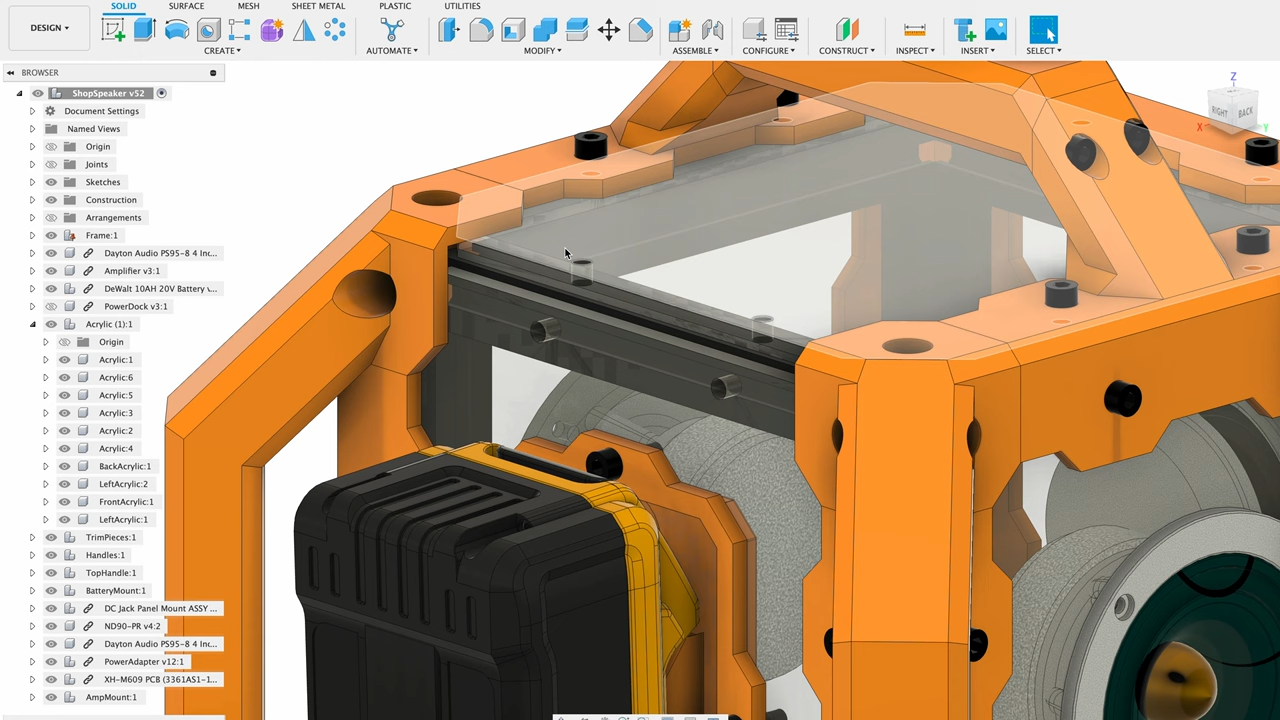 SOLID SURFACE MESH SHEET METAL PLASTIC UTILITIES
DESIGN
CREATE AUTOMATE MODIFY ASSEMBLE CONFIGURE CONSTRUCT INSPECT INSERT SELECT
BROWSER
ShopSpeaker v52
Document Settings
Named Views
Origin
Joints
Sketches
Construction
Arrangements
Frame:1
Dayton Audio PS95-8 4 Inc...
Amplifier v3:1
DeWalt 10AH 20V Battery v...
PowerDock v3:1
Acrylic (1):1
Origin
Acrylic:1
Acrylic:6
Acrylic:5
Acrylic:3
Acrylic:2
Acrylic:4
BackAcrylic:1
LeftAcrylic:2
FrontAcrylic:1
LeftAcrylic:1
TrimPieces:1
Handles:1
TopHandle:1
BatteryMount:1
DC Jack Panel Mount ASSY ...
ND90-PR v4:2
Dayton Audio PS95-8 4 Inc...
PowerAdapter v12:1
XH-M609 PCB (3361AS1-1...
AmpMount:1
Z
RIGHT BACK
X Y